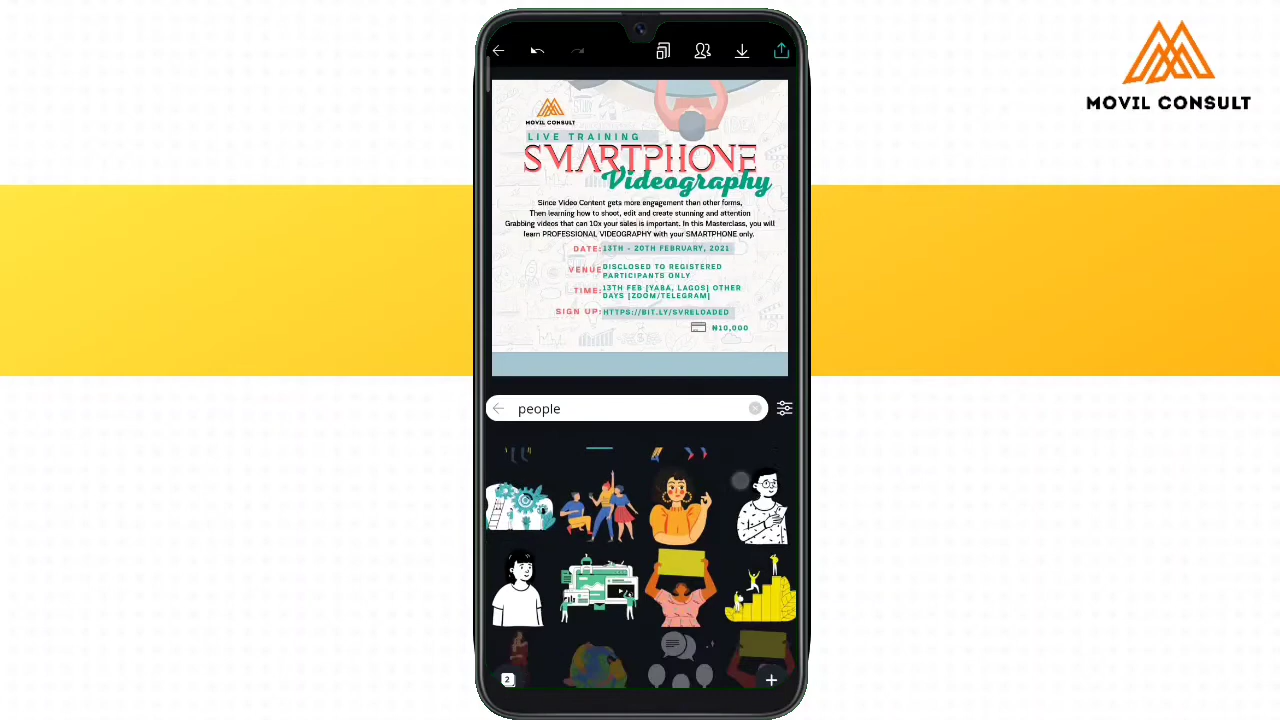 MOVIL CONSULT
MOVIL CONSULT
LIVE TRAINING
SMARTPHONE
Videography
Since Video Content gets more engagement than other forms,
Then learning how to shoot, edit and create stunning and attention
Grabbing videos that can 10x your sales is important. In this Masterclass, you will
learn PROFESSIONAL VIDEOGRAPHY with your SMARTPHONE only.
DATE: 13TH - 20TH FEBRUARY, 2021
VENUE DISCLOSED TO REGISTERED
PARTICIPANTS ONLY
TIME: 13TH FEB [YABA, LAGOS] OTHER
DAYS [ZOOM/TELEGRAM]
SIGN UP: HTTPS://BIT.LY/SVRELOADED
₦10,000
people
2